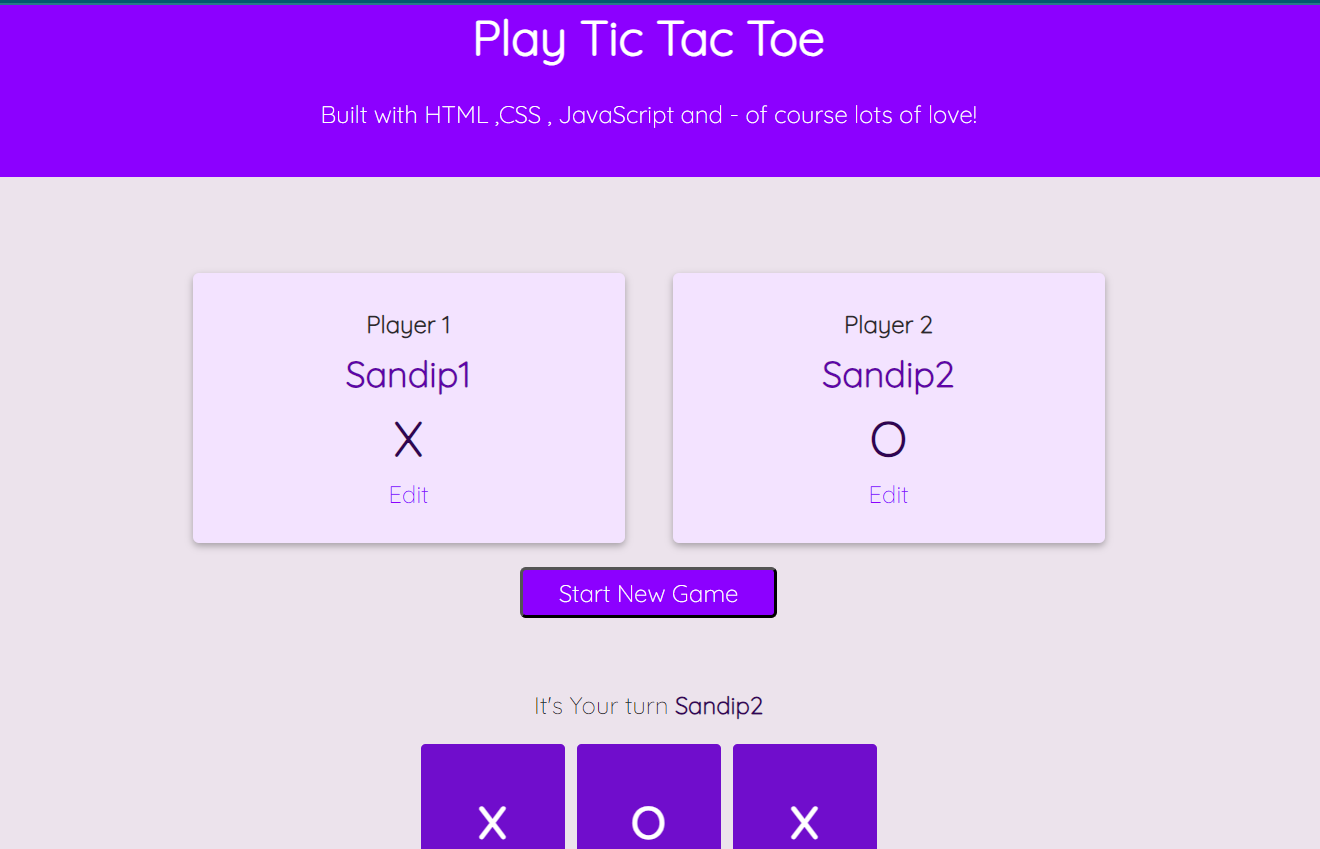 Play Tic Tac Toe
Built with HTML ,CSS , JavaScript and - of course lots of love!
Player 1
Sandip1
X
Edit
Player 2
Sandip2
O
Edit
Start New Game
It's Your turn Sandip2
X O X